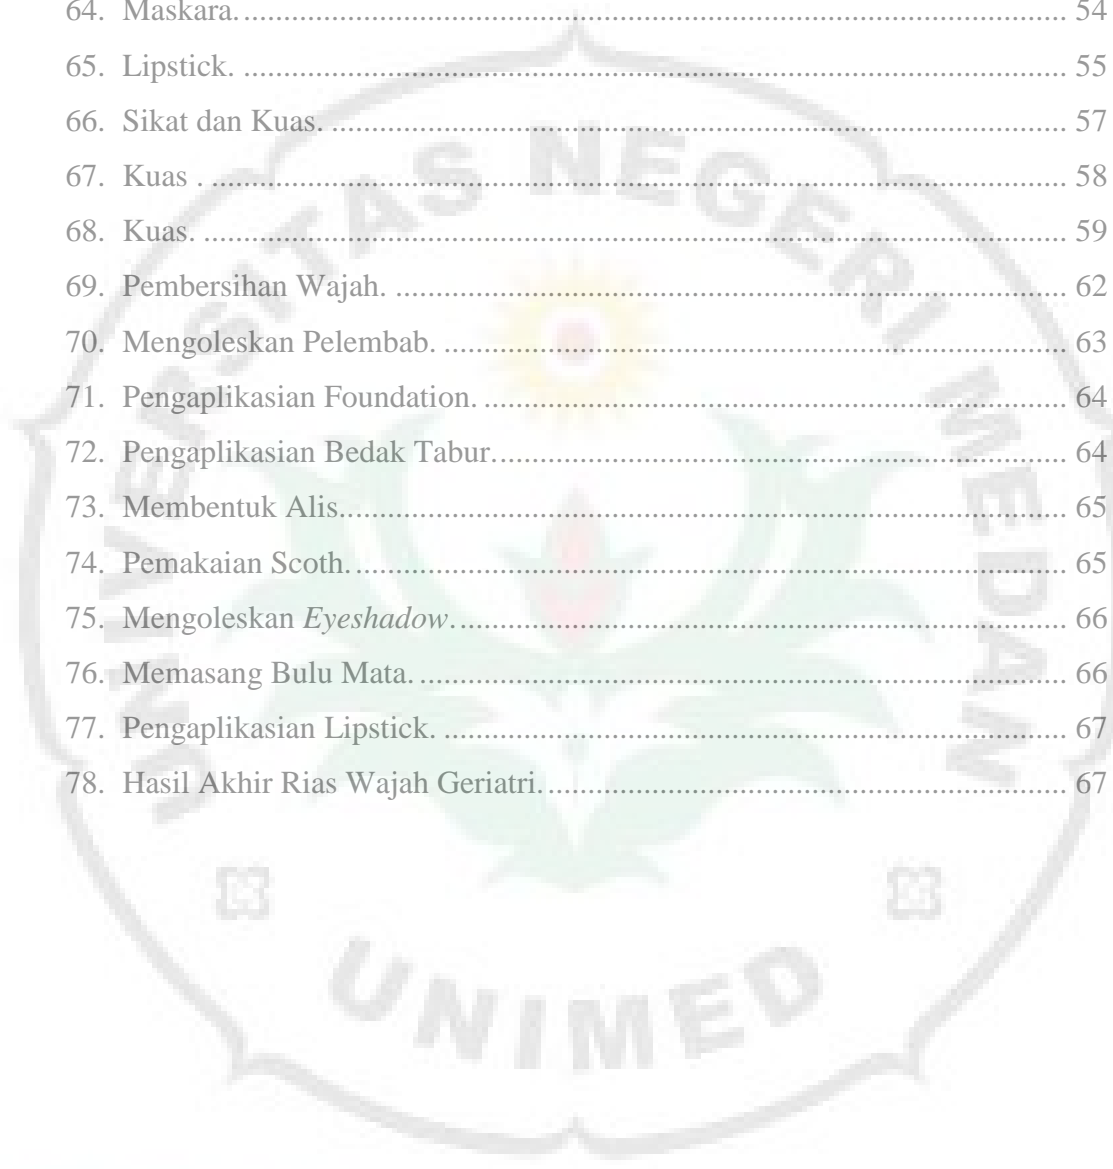 64. Maskara. .......................................................................................................... 54
65. Lipstick. .......................................................................................................... 55
66. Sikat dan Kuas. ............................................................................................... 57
67. Kuas . .............................................................................................................. 58
68. Kuas. ............................................................................................................... 59
69. Pembersihan Wajah. ....................................................................................... 62
70. Mengoleskan Pelembab. ................................................................................. 63
71. Pengaplikasian Foundation. ............................................................................ 64
72. Pengaplikasian Bedak Tabur........................................................................... 64
73. Membentuk Alis.............................................................................................. 65
74. Pemakaian Scoth. ............................................................................................ 65
75. Mengoleskan Eyeshadow. ............................................................................... 66
76. Memasang Bulu Mata. .................................................................................... 66
77. Pengaplikasian Lipstick. ................................................................................. 67
78. Hasil Akhir Rias Wajah Geriatri. .................................................................... 67
UNIVERSITAS NEGERI MEDAN
UNIMED